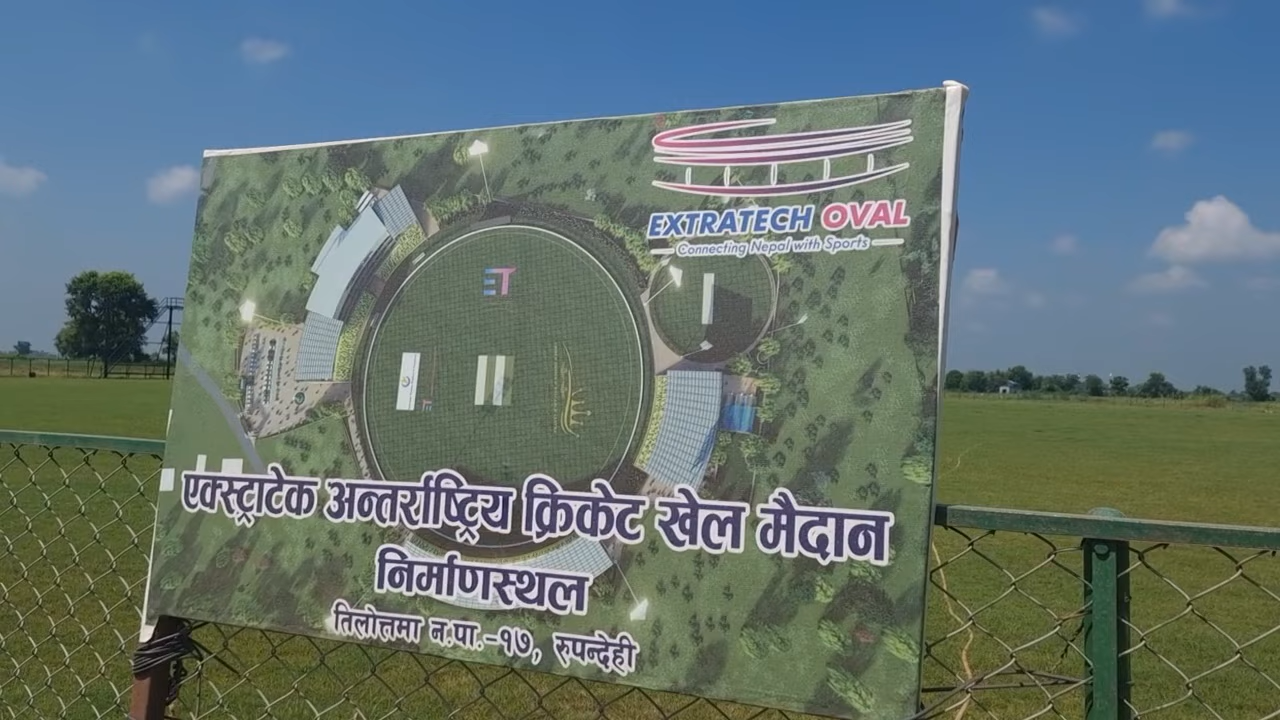 EXTRATECH OVAL
Connecting Nepal with Sports
ET
एक्स्ट्राटेक अन्तर्राष्ट्रिय क्रिकेट खेल मैदान
निर्माणस्थल
तिलोत्तमा न.पा.-१७, रुपन्देही